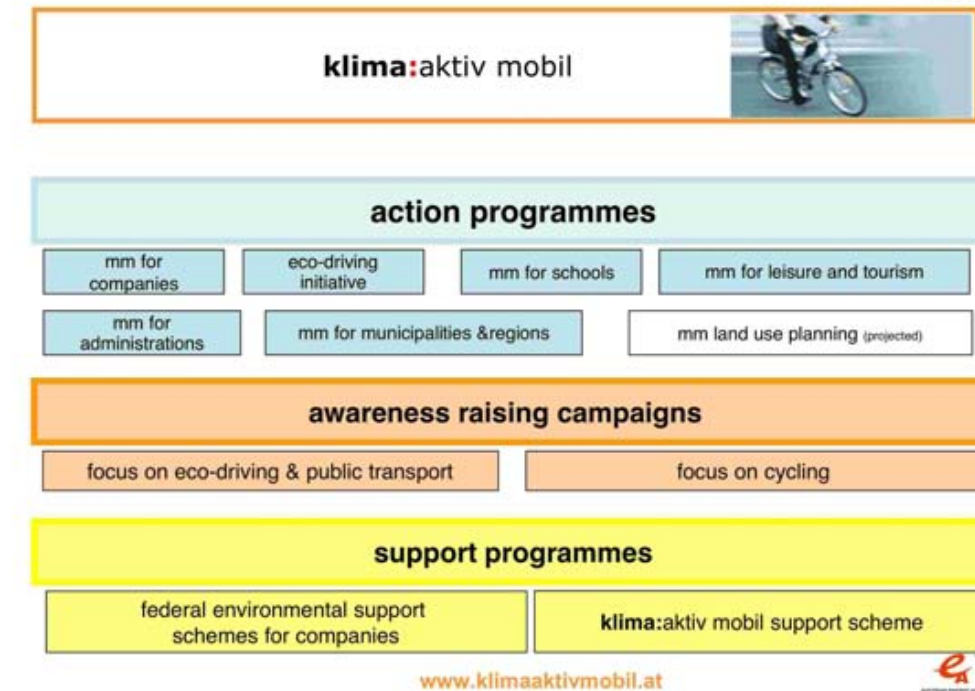 klima:aktiv mobil
action programmes
mm for
companies
eco-driving
initiative
mm for schools
mm for leisure and tourism
mm for
administrations
mm for municipalities &regions
mm land use planning (projected)
awareness raising campaigns
focus on eco-driving & public transport
focus on cycling
support programmes
federal environmental support
schemes for companies
klima:aktiv mobil support scheme
www.klimaaktivmobil.at